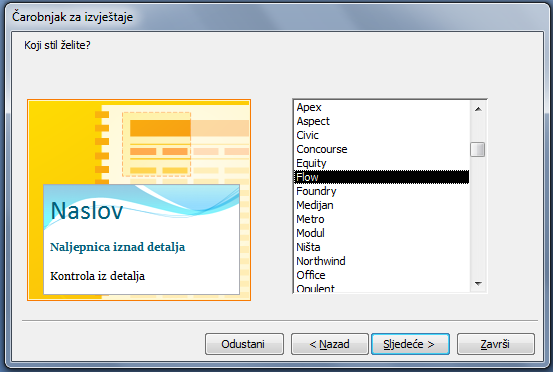 Čarobnjak za izvještaje
Koji stil želite?
Naslov
Naljepnica iznad detalja
Kontrola iz detalja
Apex
Aspect
Civic
Concourse
Equity
Flow
Foundry
Medijan
Metro
Modul
Ništa
Northwind
Office
Opulent
Odustani
< Nazad
Sljedeće >
Završi